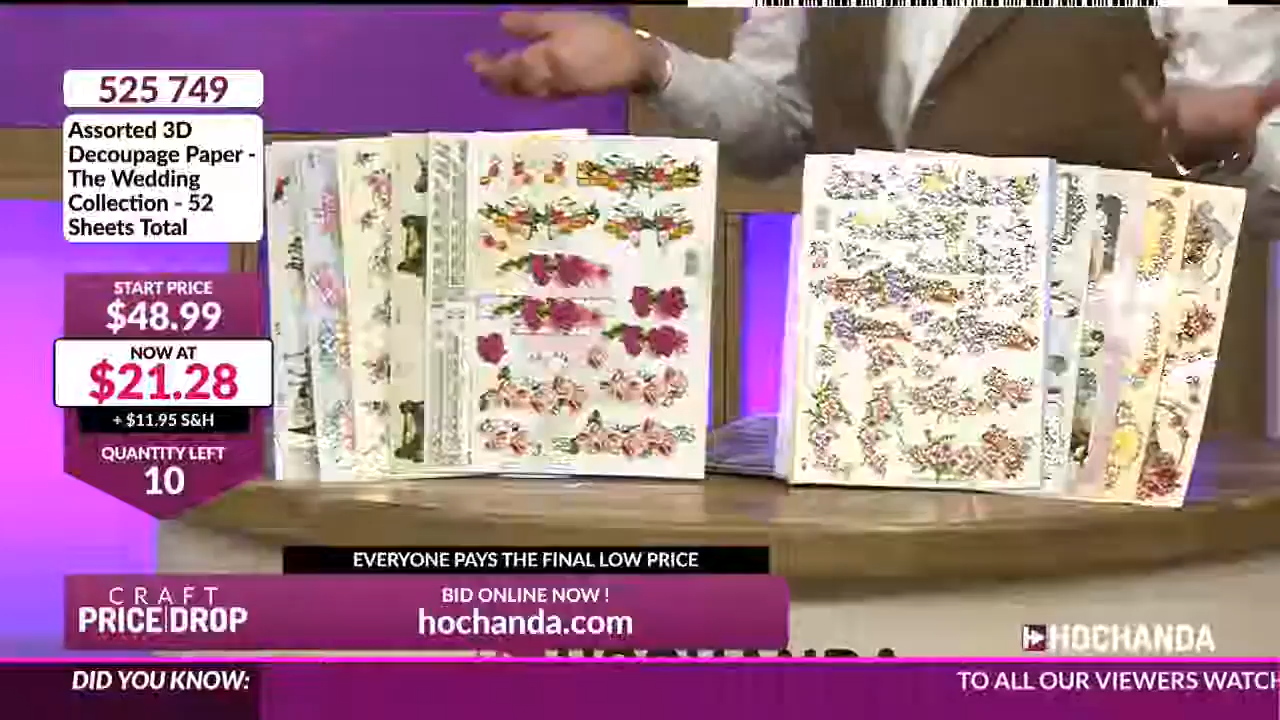 525 749
Assorted 3D
Decoupage Paper -
The Wedding
Collection - 52
Sheets Total
START PRICE
$48.99
NOW AT
$21.28
+ $11.95 S&H
QUANTITY LEFT
10
EVERYONE PAYS THE FINAL LOW PRICE
CRAFT
PRICE DROP
BID ONLINE NOW !
hochanda.com
HOCHANDA
DID YOU KNOW:
TO ALL OUR VIEWERS WATCH